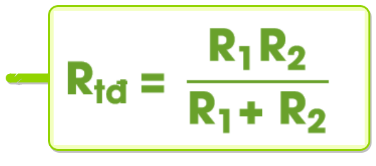 Rtđ = R1R2 / R1 + R2